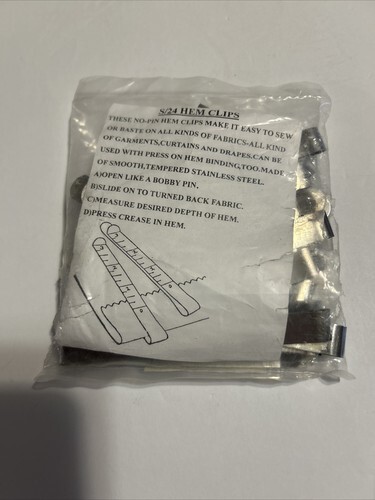 S/24 HEM CLIPS
THESE NO-PIN HEM CLIPS MAKE IT EASY TO SEW
OR BASTE ON ALL KINDS OF FABRICS-ALL KIND
OF GARMENTS,CURTAINS AND DRAPES.CAN BE
USED WITH PRESS ON HEM BINDING,TOO.MADE
OF SMOOTH,TEMPERED STAINLESS STEEL.
A)OPEN LIKE A BOBBY PIN.
B)SLIDE ON TO TURNED BACK FABRIC.
C)MEASURE DESIRED DEPTH OF HEM.
D)PRESS CREASE IN HEM.